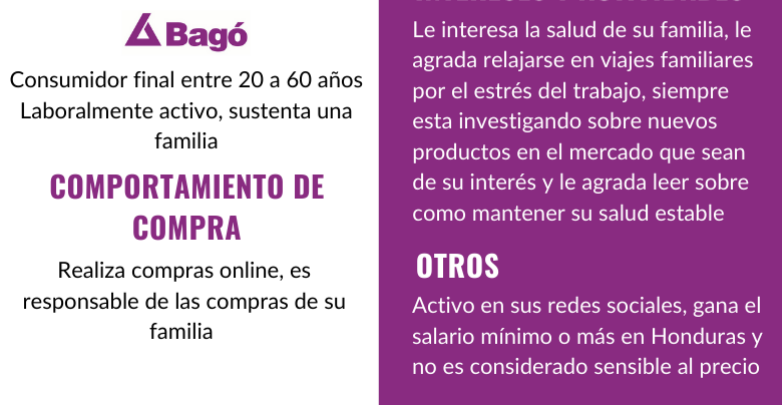 Bagó
Consumidor final entre 20 a 60 años
Laboralmente activo, sustenta una
familia
COMPORTAMIENTO DE
COMPRA
Realiza compras online, es
responsable de las compras de su
familia
Le interesa la salud de su familia, le
agrada relajarse en viajes familiares
por el estrés del trabajo, siempre
esta investigando sobre nuevos
productos en el mercado que sean
de su interés y le agrada leer sobre
como mantener su salud estable
OTROS
Activo en sus redes sociales, gana el
salario mínimo o más en Honduras y
no es considerado sensible al precio